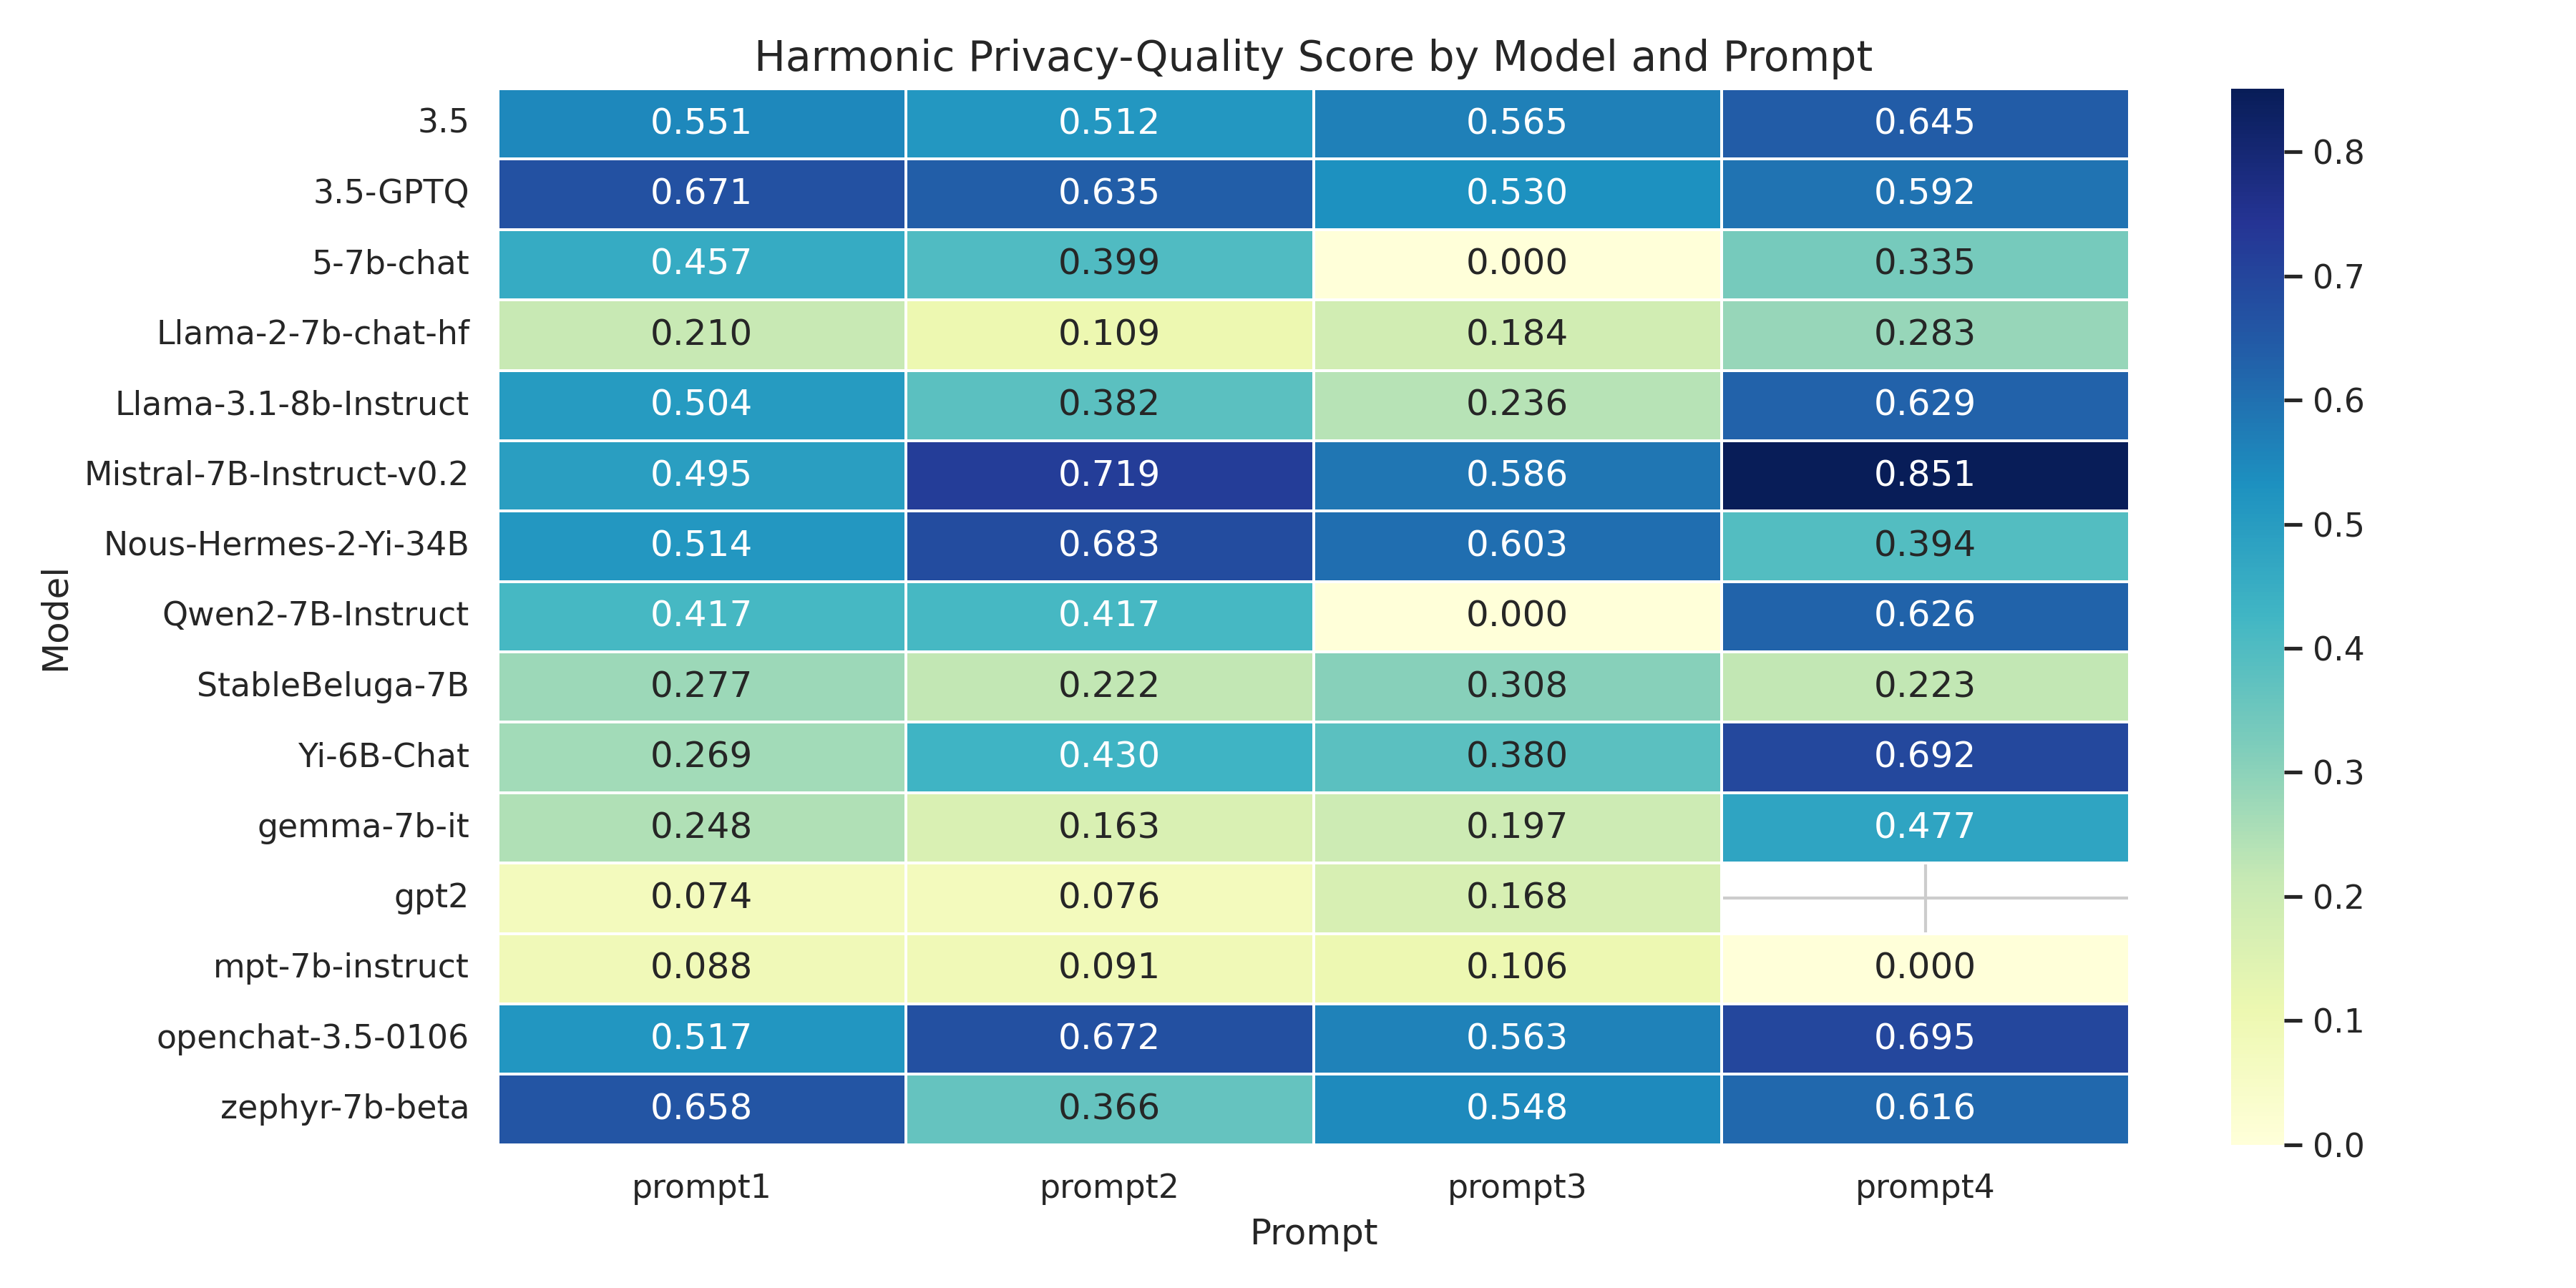 Harmonic Privacy-Quality Score by Model and Prompt
3.5 0.551 0.512 0.565 0.645
3.5-GPTQ 0.671 0.635 0.530 0.592
5-7b-chat 0.457 0.399 0.000 0.335
Llama-2-7b-chat-hf 0.210 0.109 0.184 0.283
Llama-3.1-8b-Instruct 0.504 0.382 0.236 0.629
Mistral-7B-Instruct-v0.2 0.495 0.719 0.586 0.851
Nous-Hermes-2-Yi-34B 0.514 0.683 0.603 0.394
Qwen2-7B-Instruct 0.417 0.417 0.000 0.626
StableBeluga-7B 0.277 0.222 0.308 0.223
Yi-6B-Chat 0.269 0.430 0.380 0.692
gemma-7b-it 0.248 0.163 0.197 0.477
gpt2 0.074 0.076 0.168
mpt-7b-instruct 0.088 0.091 0.106 0.000
openchat-3.5-0106 0.517 0.672 0.563 0.695
zephyr-7b-beta 0.658 0.366 0.548 0.616
prompt1 prompt2 prompt3 prompt4
Prompt
Model
0.8
0.7
0.6
0.5
0.4
0.3
0.2
0.1
0.0